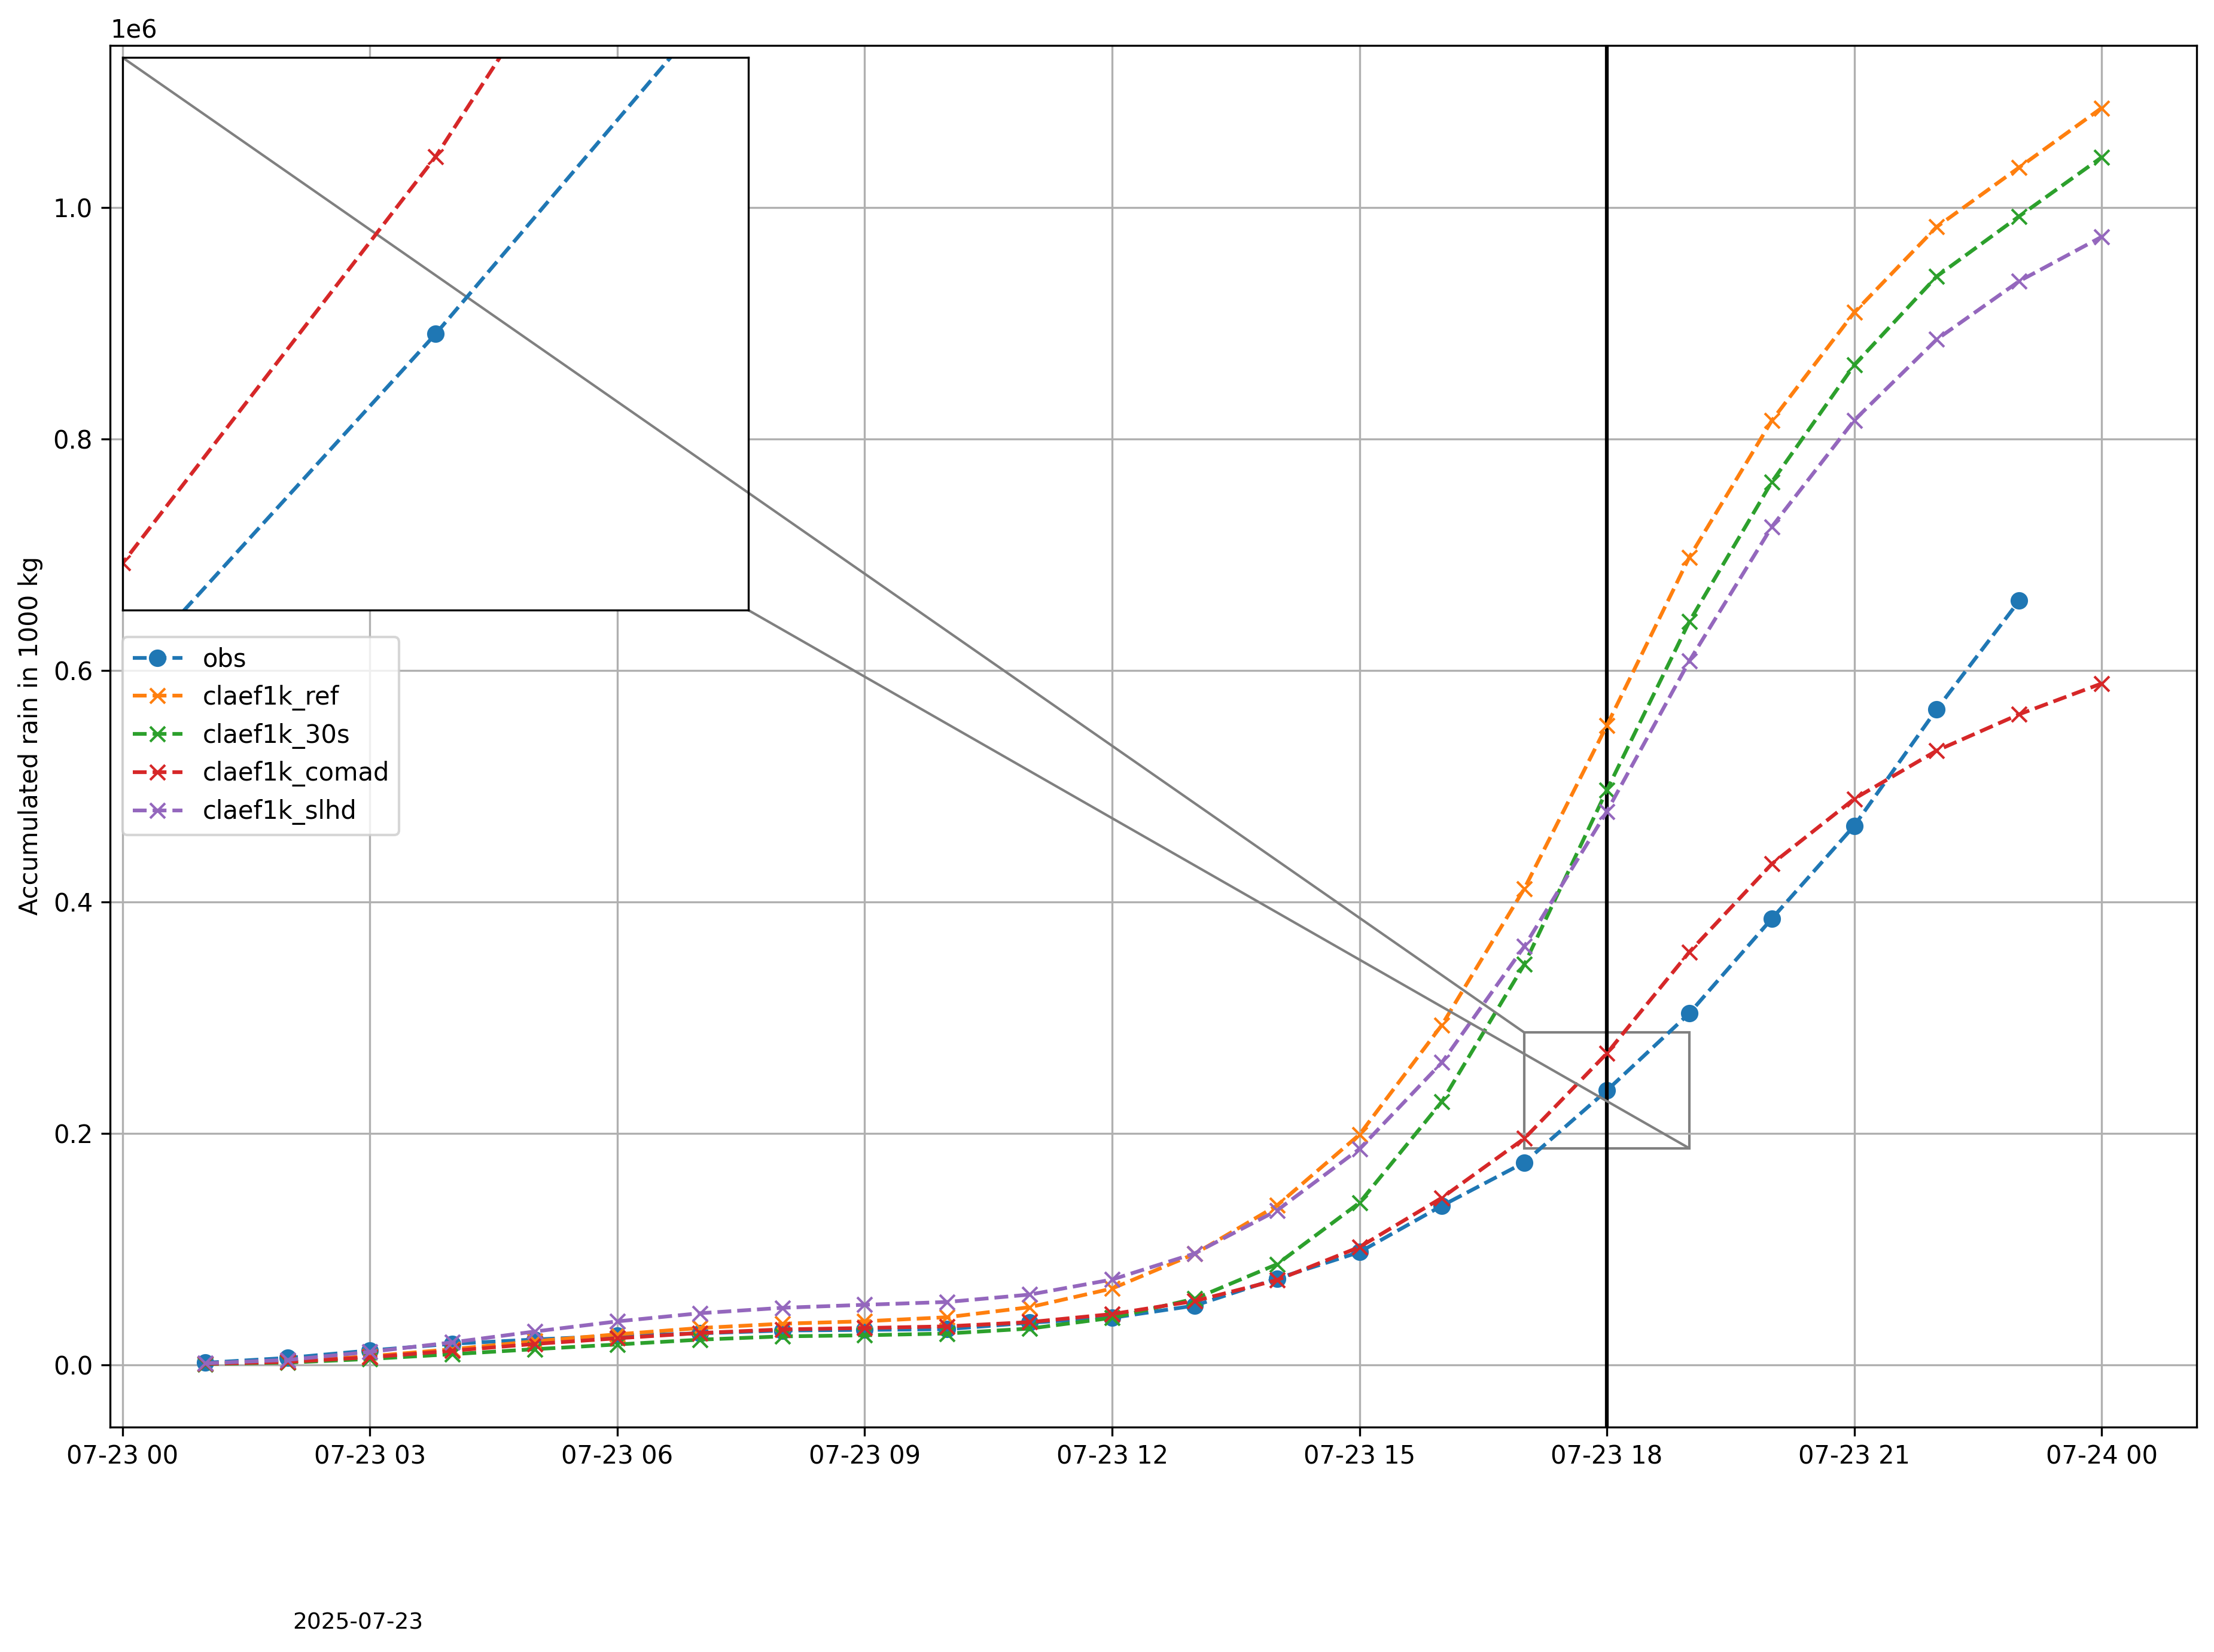 1e6
1.0
0.8
0.6
0.4
0.2
0.0
Accumulated rain in 1000 kg
obs
claef1k_ref
claef1k_30s
claef1k_comad
claef1k_slhd
07-23 00 07-23 03 07-23 06 07-23 09 07-23 12 07-23 15 07-23 18 07-23 21 07-24 00
2025-07-23